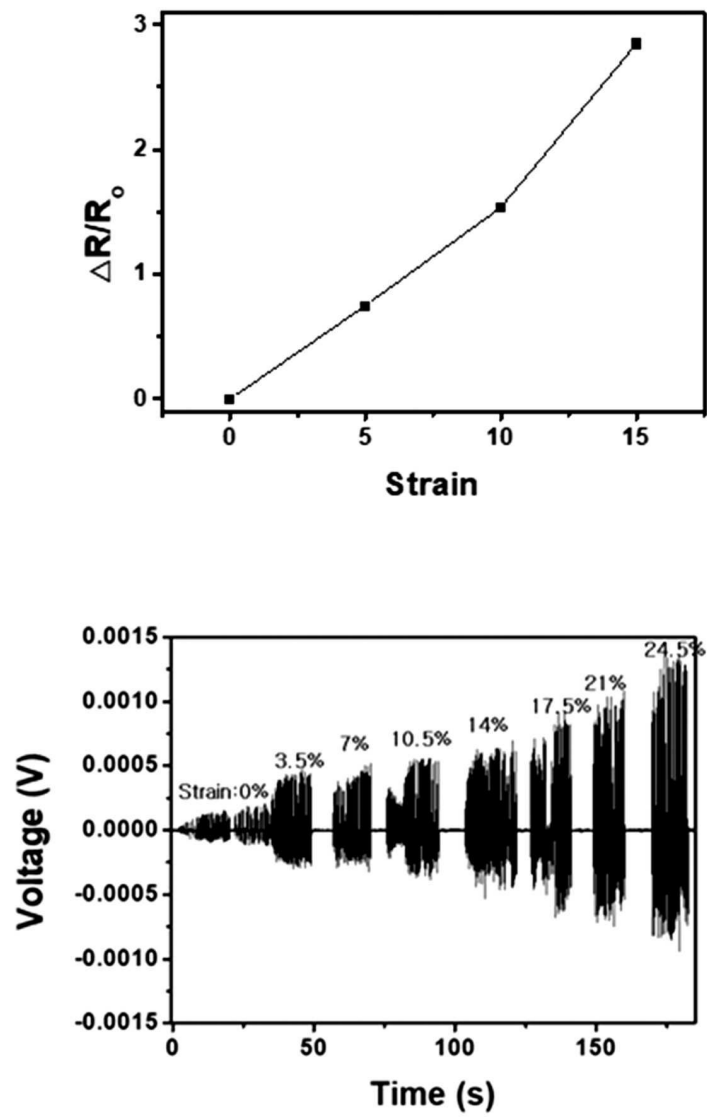 3
2
1
0
△R/Ro
0 5 10 15
Strain
0.0015
0.0010
0.0005
0.0000
-0.0005
-0.0010
-0.0015
Voltage (V)
Strain:0%
3.5%
7%
10.5%
14%
17.5%
21%
24.5%
0 50 100 150
Time (s)